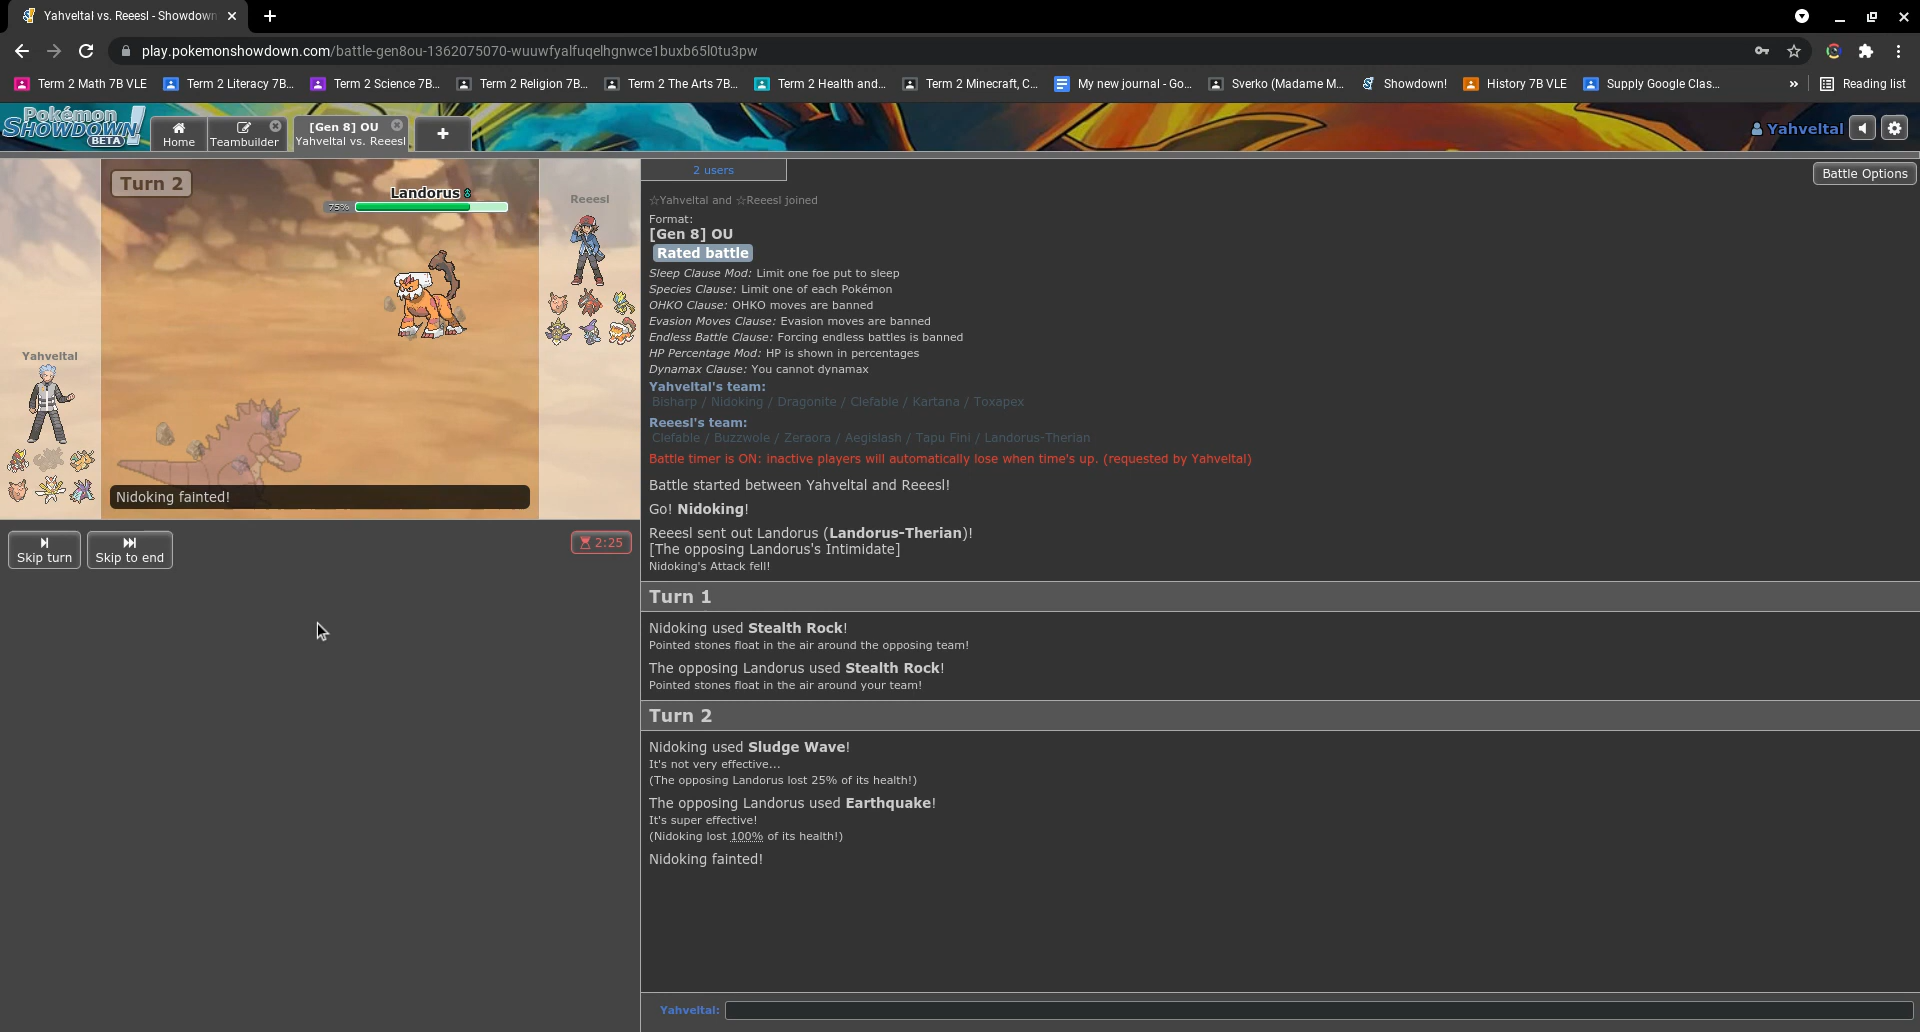 Yahveltal vs. Reeesl - Showdown
play.pokemonshowdown.com/battle-gen8ou-1362075070-wuuwfyalfuqelhgnwce1buxb65l0tu3pw
Term 2 Math 7B VLE
Term 2 Literacy 7B...
Term 2 Science 7B...
Term 2 Religion 7B...
Term 2 The Arts 7B...
Term 2 Health and...
Term 2 Minecraft, C...
My new journal - Go...
Sverko (Madame M...
Showdown!
History 7B VLE
Supply Google Clas...
»
Reading list
Pokémon
SHOWDOWN!
BETA
Home
Teambuilder
[Gen 8] OU
Yahveltal vs. Reeesl
Yahveltal
Turn 2
Landorus
75%
Reeesl
Yahveltal
Nidoking fainted!
Skip turn
Skip to end
2:25
2 users
Battle Options
☆Yahveltal and ☆Reeesl joined
Format:
[Gen 8] OU
Rated battle
Sleep Clause Mod: Limit one foe put to sleep
Species Clause: Limit one of each Pokémon
OHKO Clause: OHKO moves are banned
Evasion Moves Clause: Evasion moves are banned
Endless Battle Clause: Forcing endless battles is banned
HP Percentage Mod: HP is shown in percentages
Dynamax Clause: You cannot dynamax
Yahveltal's team:
Bisharp / Nidoking / Dragonite / Clefable / Kartana / Toxapex
Reeesl's team:
Clefable / Buzzwole / Zeraora / Aegislash / Tapu Fini / Landorus-Therian
Battle timer is ON: inactive players will automatically lose when time's up. (requested by Yahveltal)
Battle started between Yahveltal and Reeesl!
Go! Nidoking!
Reeesl sent out Landorus (Landorus-Therian)!
[The opposing Landorus's Intimidate]
Nidoking's Attack fell!
Turn 1
Nidoking used Stealth Rock!
Pointed stones float in the air around the opposing team!
The opposing Landorus used Stealth Rock!
Pointed stones float in the air around your team!
Turn 2
Nidoking used Sludge Wave!
It's not very effective...
(The opposing Landorus lost 25% of its health!)
The opposing Landorus used Earthquake!
It's super effective!
(Nidoking lost 100% of its health!)
Nidoking fainted!
Yahveltal: